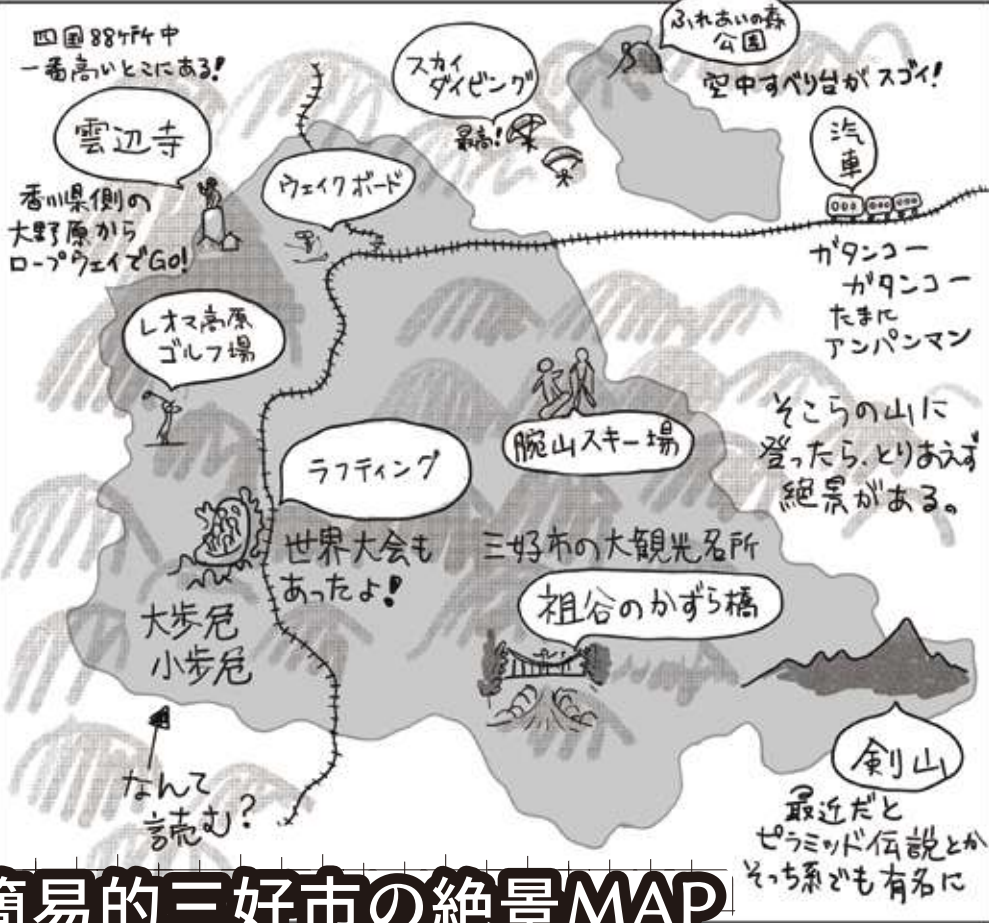 四国88ケ所中
一番高いとこにある!
雲辺寺
香川県側の
大野原から
ロープウェイでGO!
スカイ
ダイビング
最高!
ふれあいの森
公園
空中すべり台がスゴイ!
汽
車
ガタンコー
ガタンコー
たまに
アンパンマン
ウェイクボード
レオマ高原
ゴルフ場
腕山スキー場
そこらの山に
登ったら、とりあえず
絶景がある。
ラフティング
世界大会も
あったよ!
大歩危
小歩危
なんて
読む?
三好市の大観光名所
祖谷のかずら橋
剣山
最近だと
ピラミッド伝説とか
そっち系でも有名に
簡易的三好市の絶景MAP